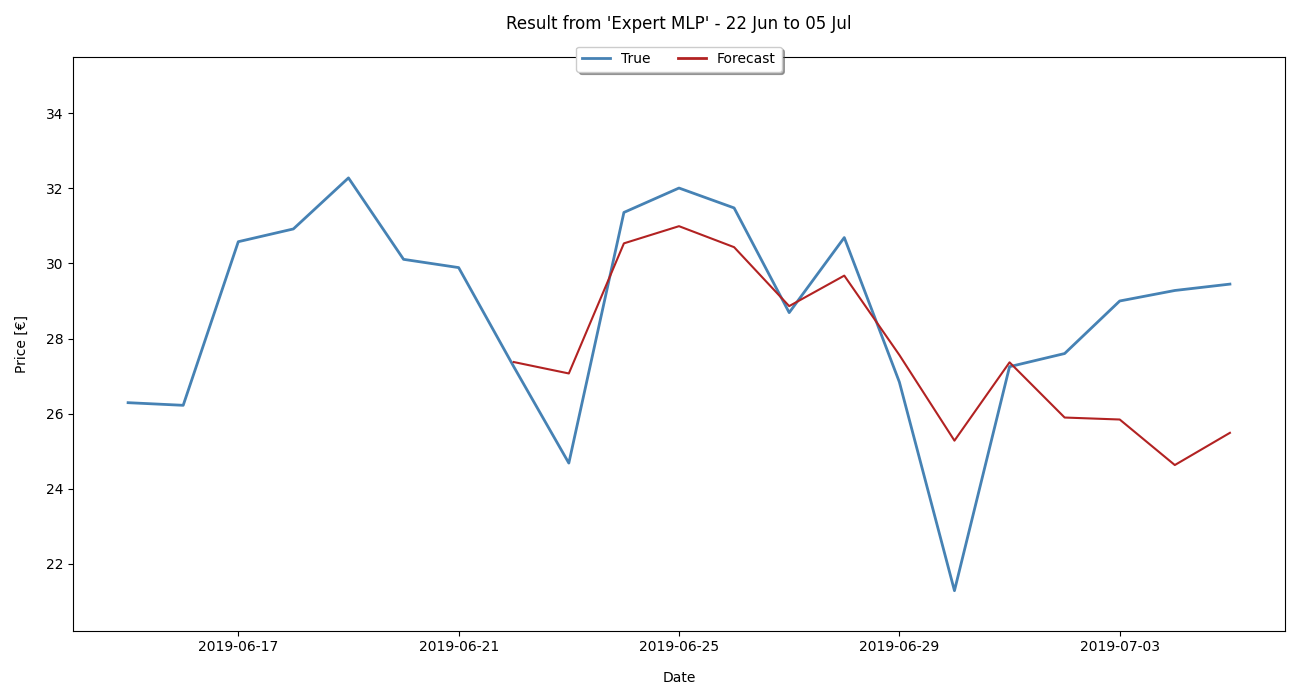 Result from 'Expert MLP' - 22 Jun to 05 Jul
True Forecast
34
32
30
28
26
24
22
Price [€]
2019-06-17 2019-06-21 2019-06-25 2019-06-29 2019-07-03
Date